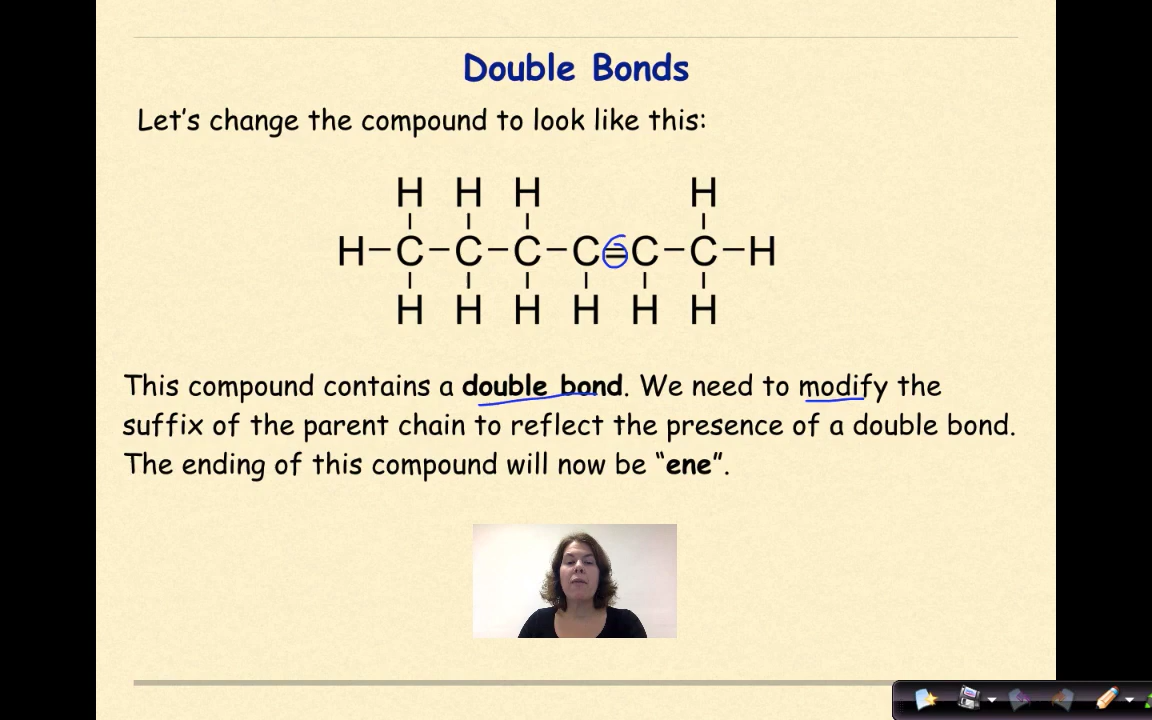 Double Bonds
Let's change the compound to look like this:
H H H H
H-C-C-C-C=C-C-H
H H H H H H
This compound contains a double bond. We need to modify the
suffix of the parent chain to reflect the presence of a double bond.
The ending of this compound will now be “ene”.